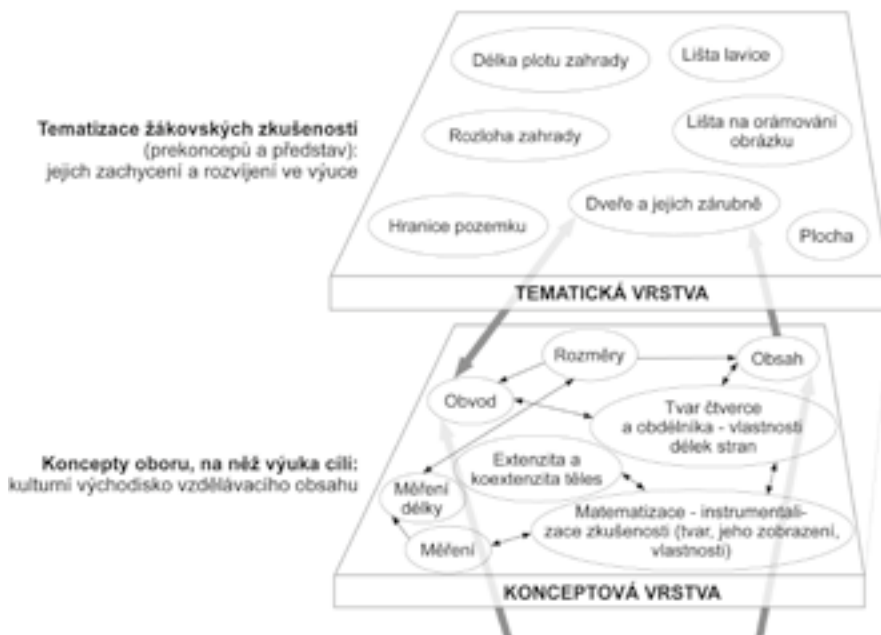 Délka plotu zahrady
Lišta lavice
Tematizace žákovských zkušeností
(prekonceptů a představ):
jejich zachycení a rozvíjení ve výuce
Rozloha zahrady
Lišta na orámování
obrázku
Dveře a jejich zárubně
Hranice pozemku
Plocha
TEMATICKÁ VRSTVA
Rozměry
Obsah
Obvod
Tvar čtverce
a obdélníka - vlastnosti
délek stran
Koncepty oboru, na něž výuka cílí:
kulturní východisko vzdělávacího obsahu
Extenzita a
koextenzita těles
Měření
délky
Matematizace - instrumentali-
zace zkušenosti (tvar, jeho zobrazení,
vlastnosti)
Měření
KONCEPTOVÁ VRSTVA